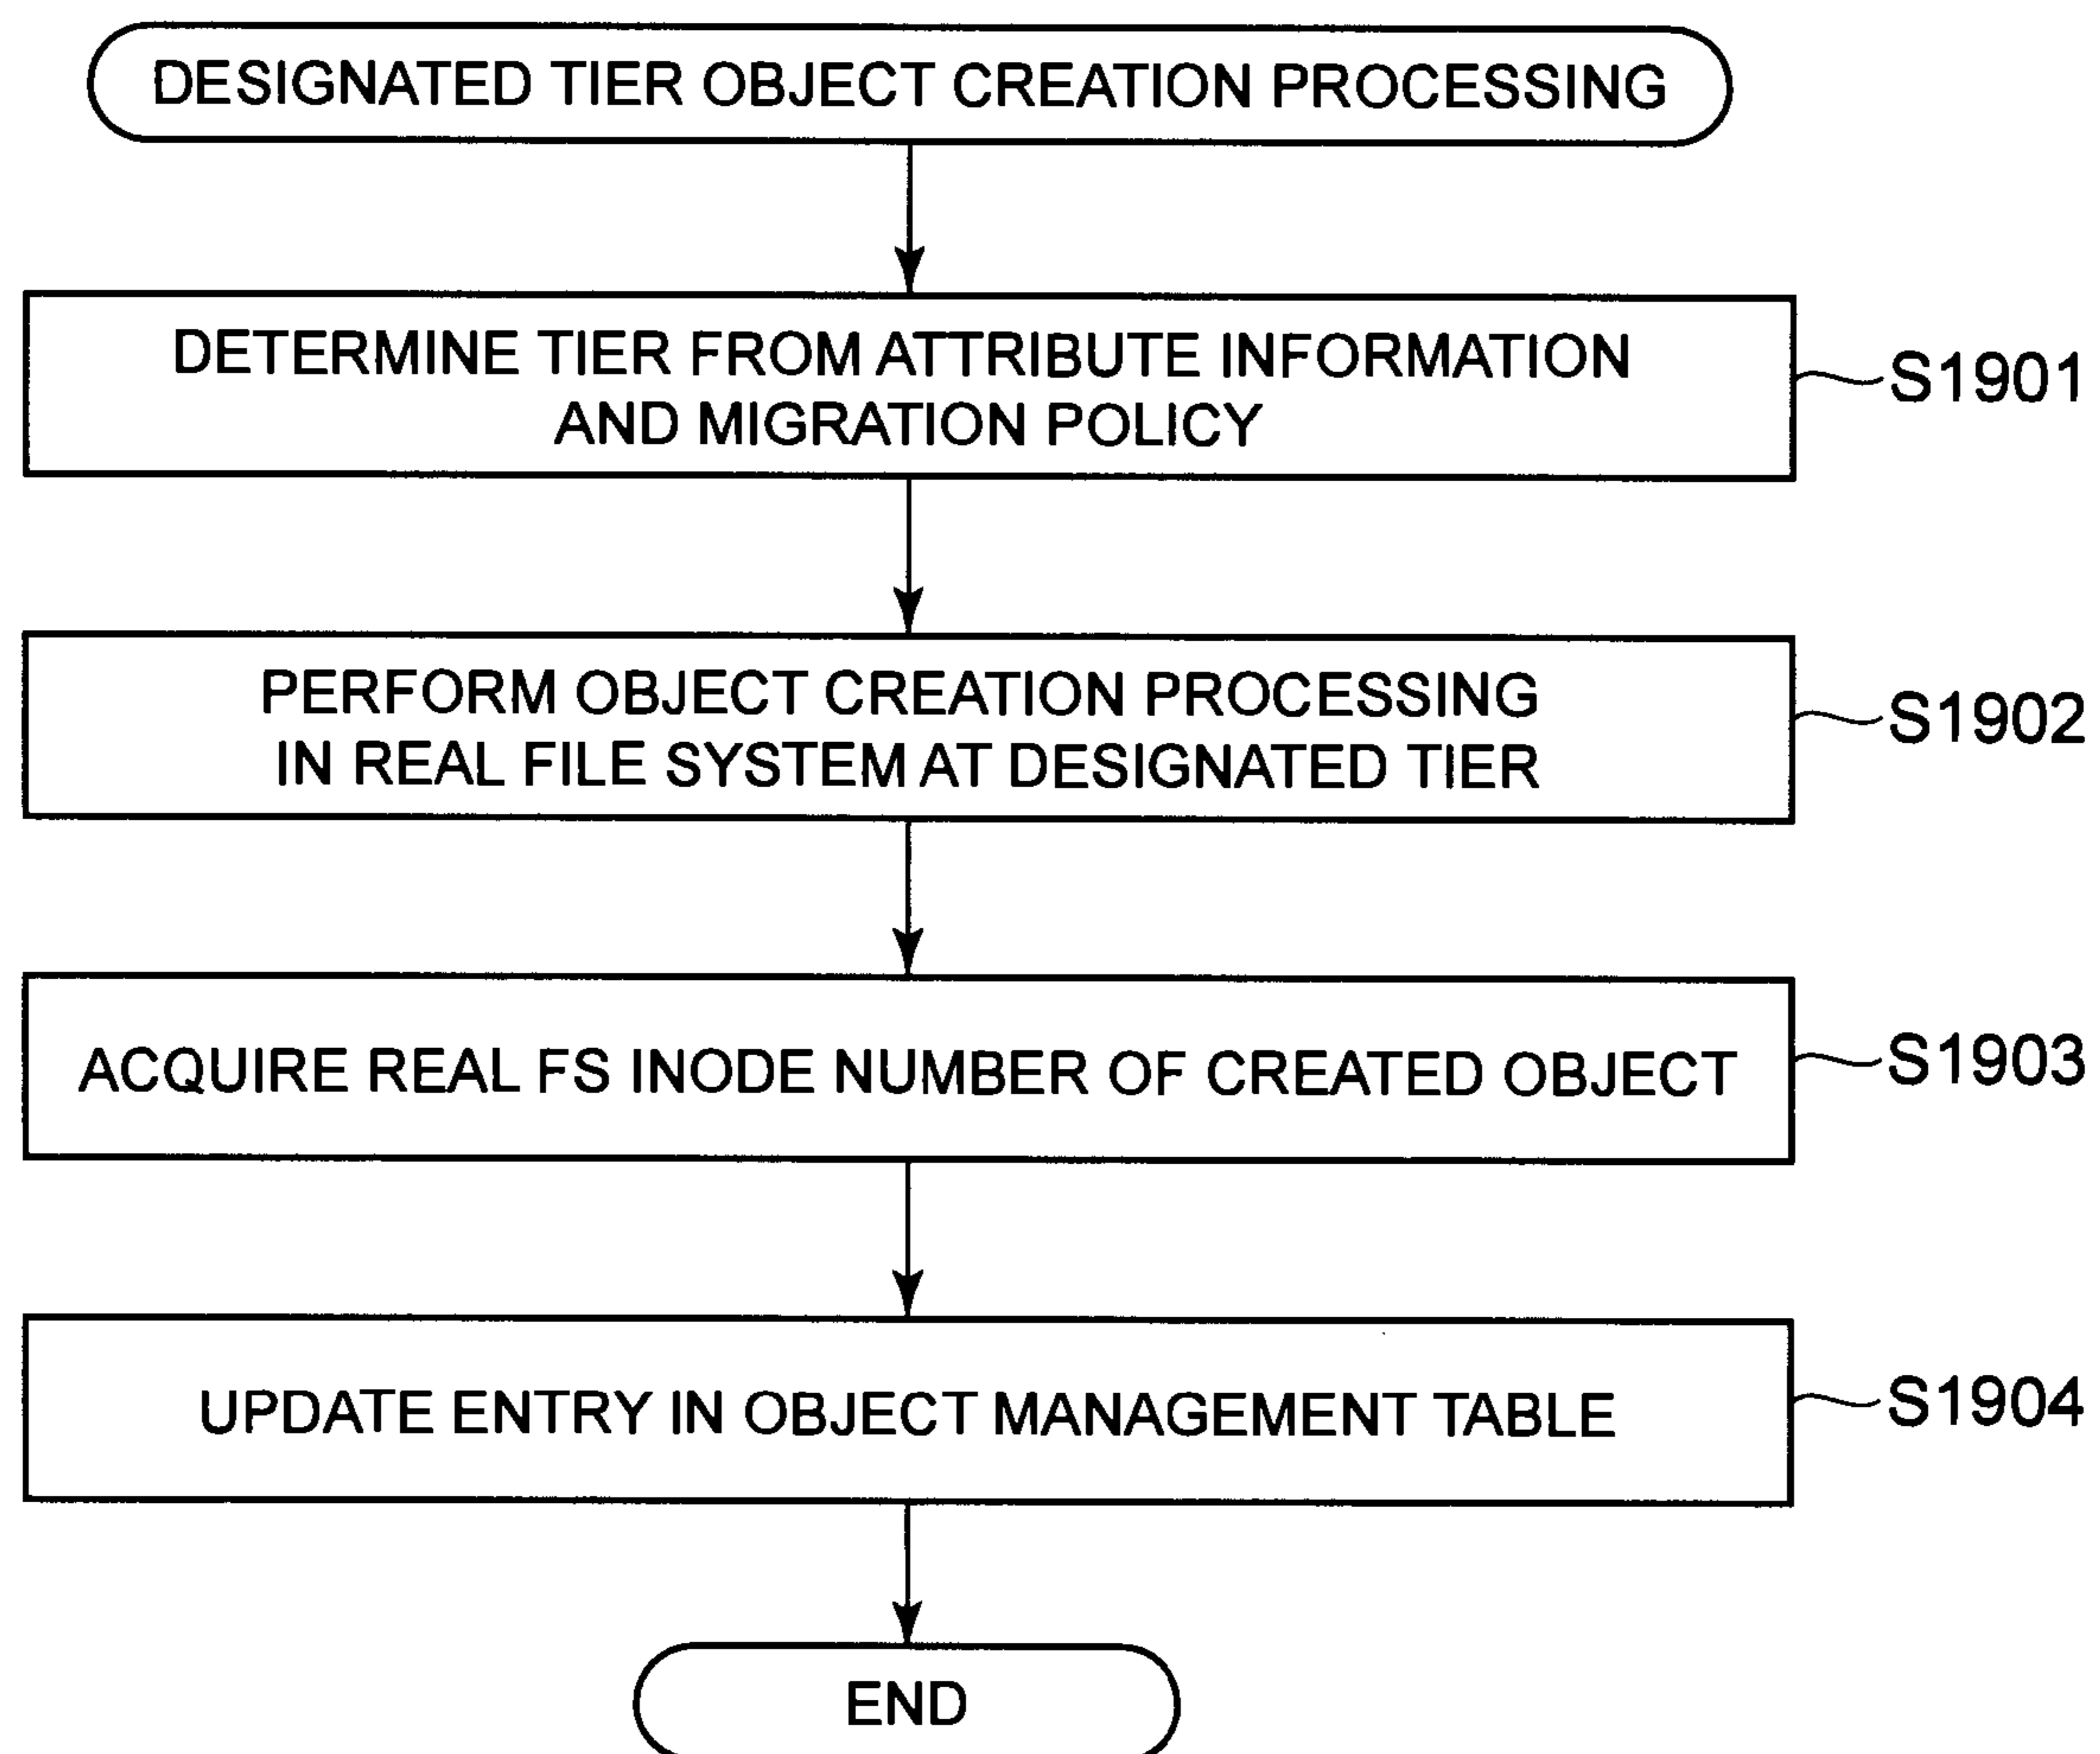 DESIGNATED TIER OBJECT CREATION PROCESSING
DETERMINE TIER FROM ATTRIBUTE INFORMATION
AND MIGRATION POLICY
S1901
PERFORM OBJECT CREATION PROCESSING
IN REAL FILE SYSTEM AT DESIGNATED TIER
S1902
ACQUIRE REAL FS INODE NUMBER OF CREATED OBJECT
S1903
UPDATE ENTRY IN OBJECT MANAGEMENT TABLE
S1904
END